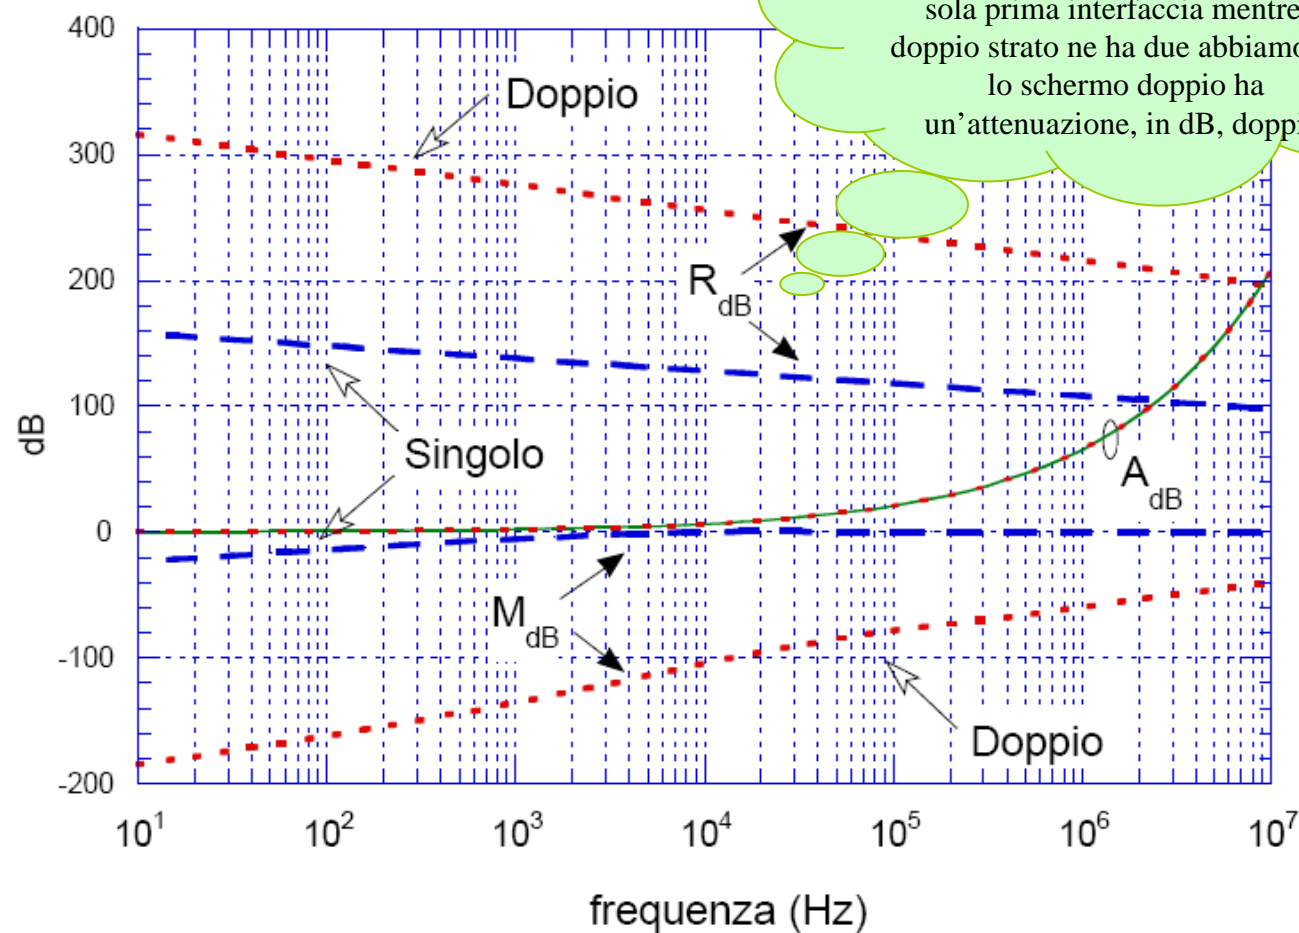 sola prima interfaccia mentre
doppio strato ne ha due abbiamo
lo schermo doppio ha
un'attenuazione, in dB,
400
300
200
100
0
-100
-200
dB
Doppio
R dB
Singolo
A dB
M dB
Doppio
10^1
10^2
10^3
10^4
10^5
10^6
10^7
frequenza (Hz)